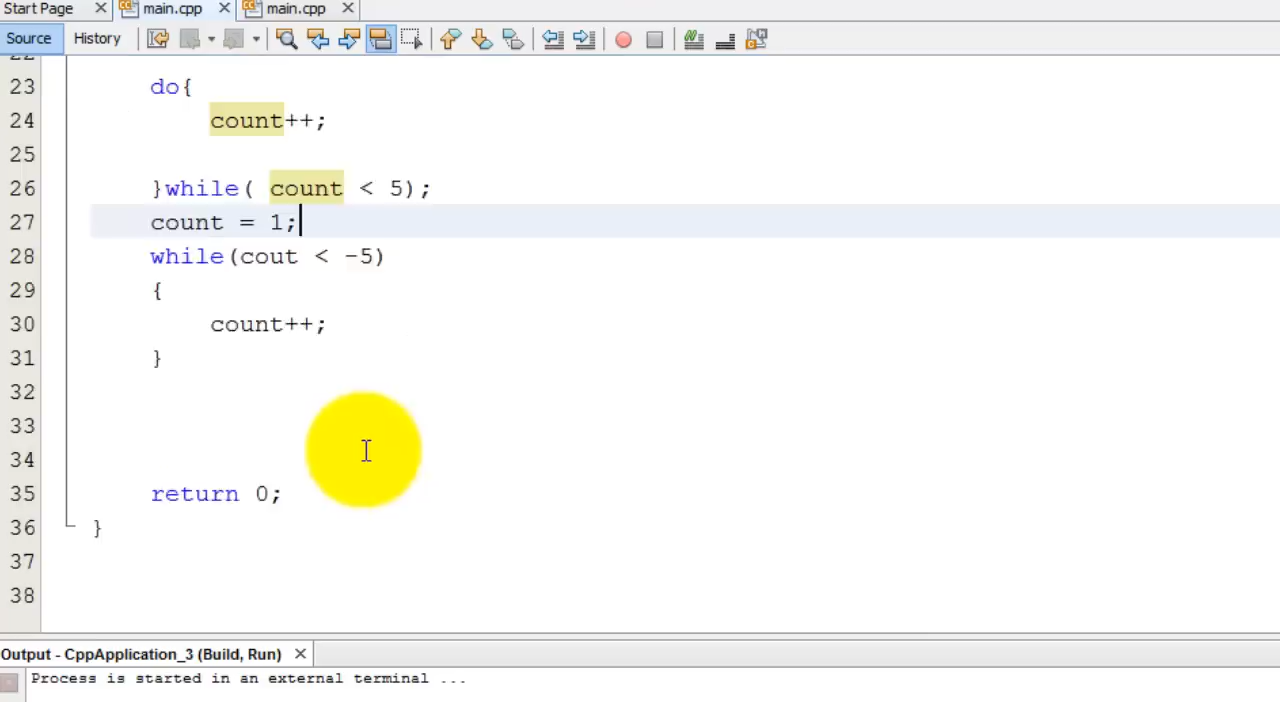 Start Page main.cpp main.cpp
Source History
22
23 do{
24 count++;
25
26 }while( count < 5);
27 count = 1;
28 while(cout < -5)
29 {
30 count++;
31 }
32
33
34
35 return 0;
36 }
37
38
Output - CppApplication_3 (Build, Run)
Process is started in an external terminal ...